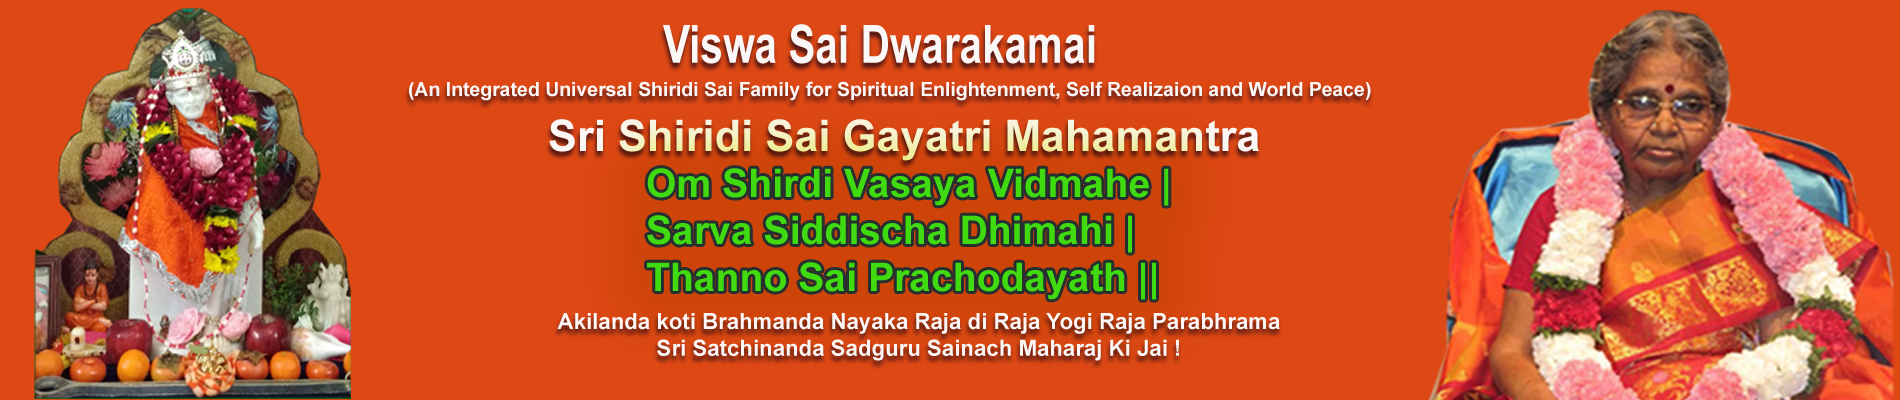 Viswa Sai Dwarakamai
(An Integrated Universal Shiridi Sai Family for Spiritual Enlightenment, Self Realizaion and World Peace)
Sri Shiridi Sai Gayatri Mahamantra
Om Shirdi Vasaya Vidmahe |
Sarva Siddischa Dhimahi |
Thanno Sai Prachodayath ||
Akilanda koti Brahmanda Nayaka Raja di Raja Yogi Raja Parabhrama
Sri Satchinanda Sadguru Sainach Maharaj Ki Jai !